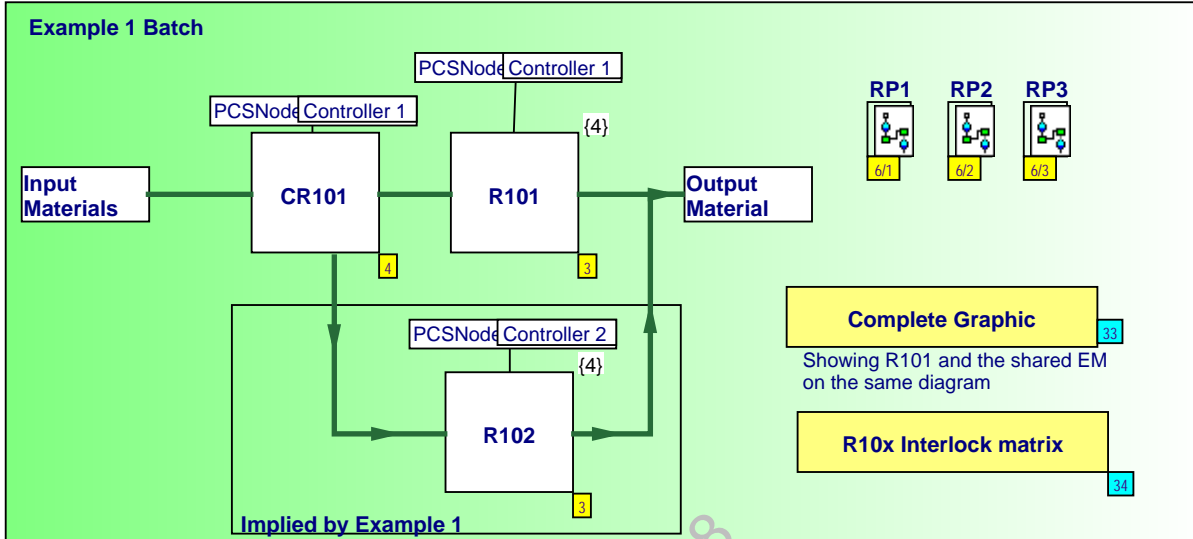 Example 1 Batch
PCSNode Controller 1
PCSNode Controller 1
{4}
RP1 RP2 RP3
6/1 6/2 6/3
Input
Materials
CR101
R101
Output
Material
4
3
PCSNode Controller 2
{4}
R102
3
Implied by Example 1
Complete Graphic
33
Showing R101 and the shared EM
on the same diagram
R10x Interlock matrix
34
8